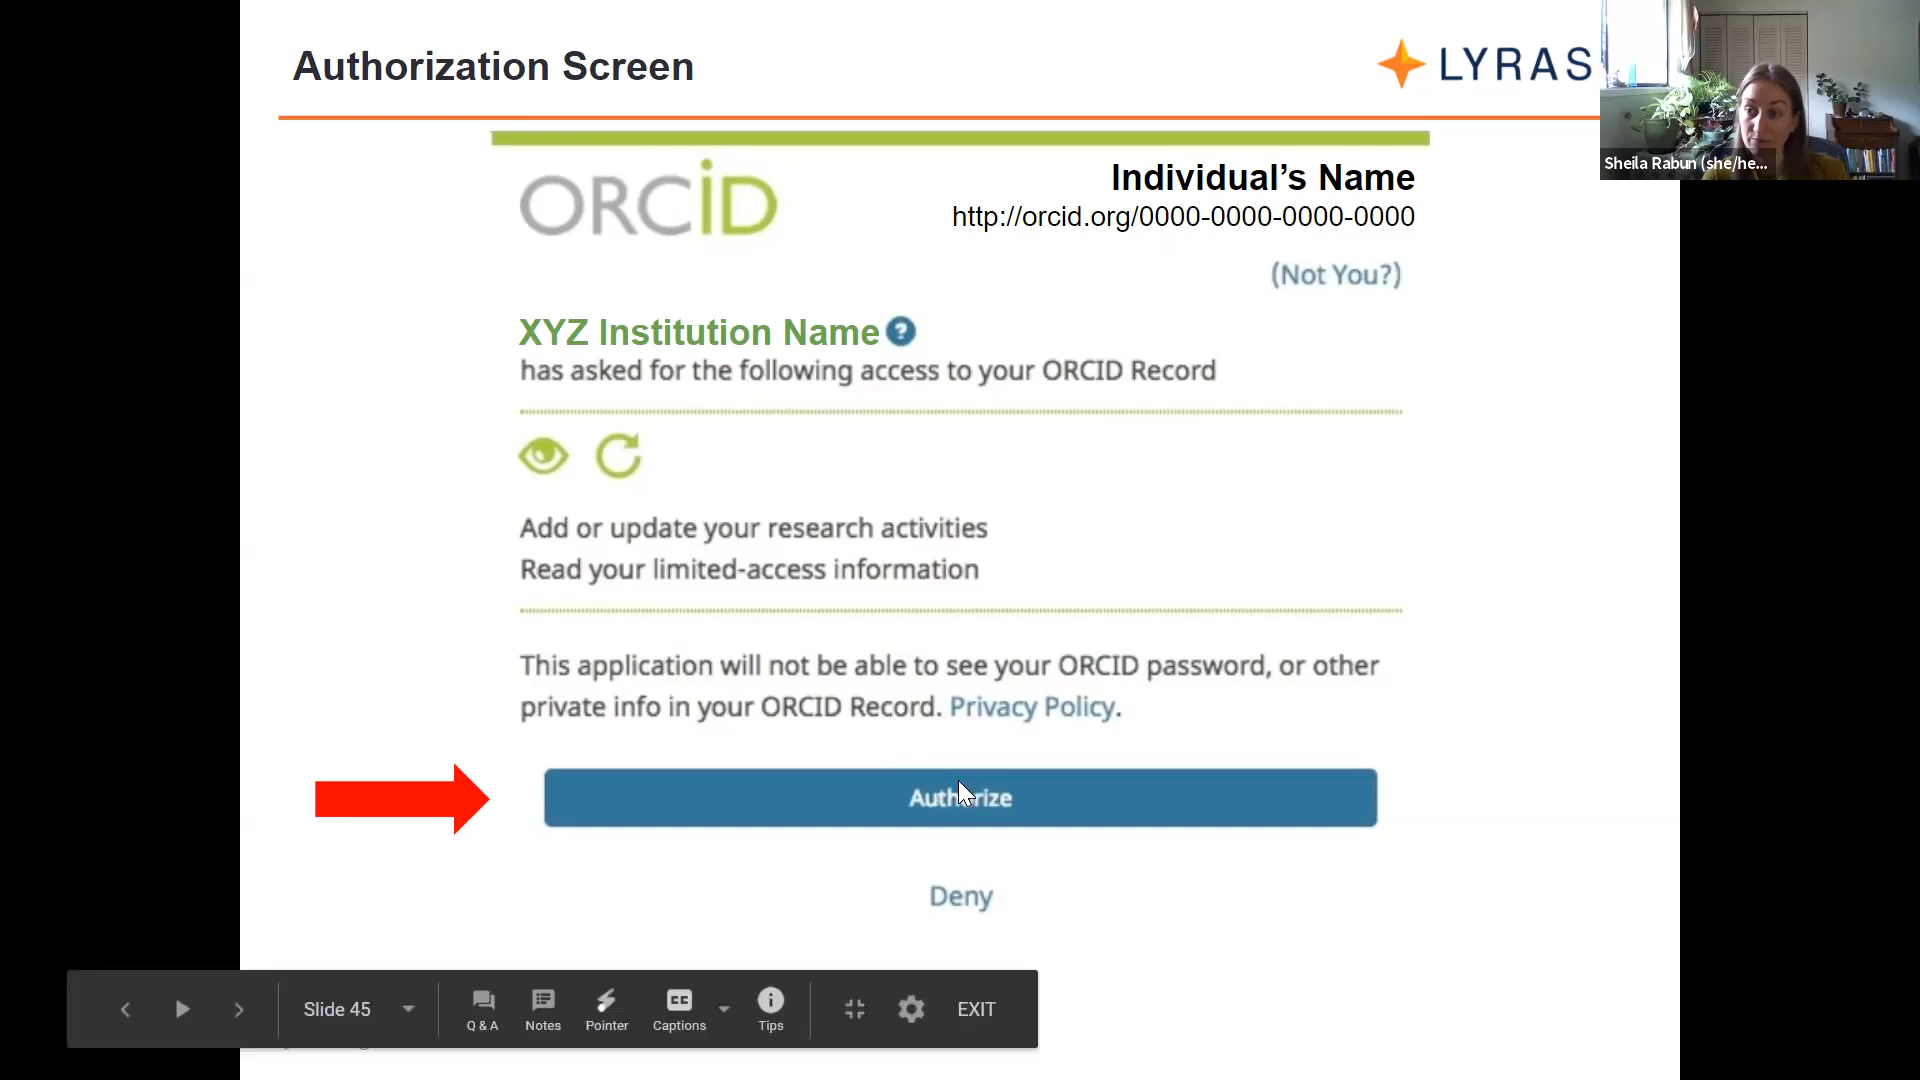 Authorization Screen
LYRAS
Sheila Rabun (she/he...
ORCiD
Individual's Name
http://orcid.org/0000-0000-0000-0000
(Not You?)
XYZ Institution Name ?
has asked for the following access to your ORCID Record
Add or update your research activities
Read your limited-access information
This application will not be able to see your ORCID password, or other
private info in your ORCID Record. Privacy Policy.
Authorize
Deny
Slide 45
Q & A
Notes
Pointer
CC
Captions
Tips
EXIT